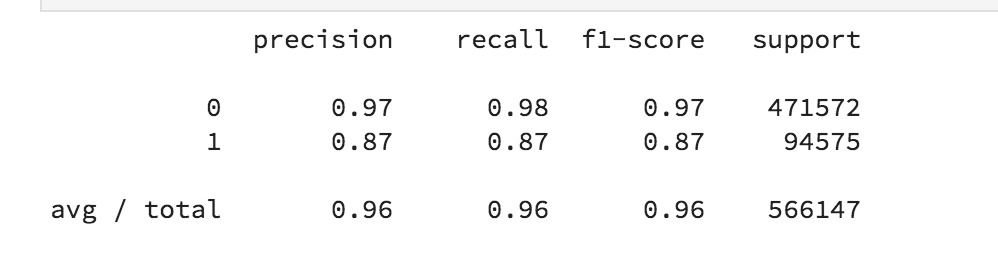 precision recall f1-score support
0 0.97 0.98 0.97 471572
1 0.87 0.87 0.87 94575
avg / total 0.96 0.96 0.96 566147